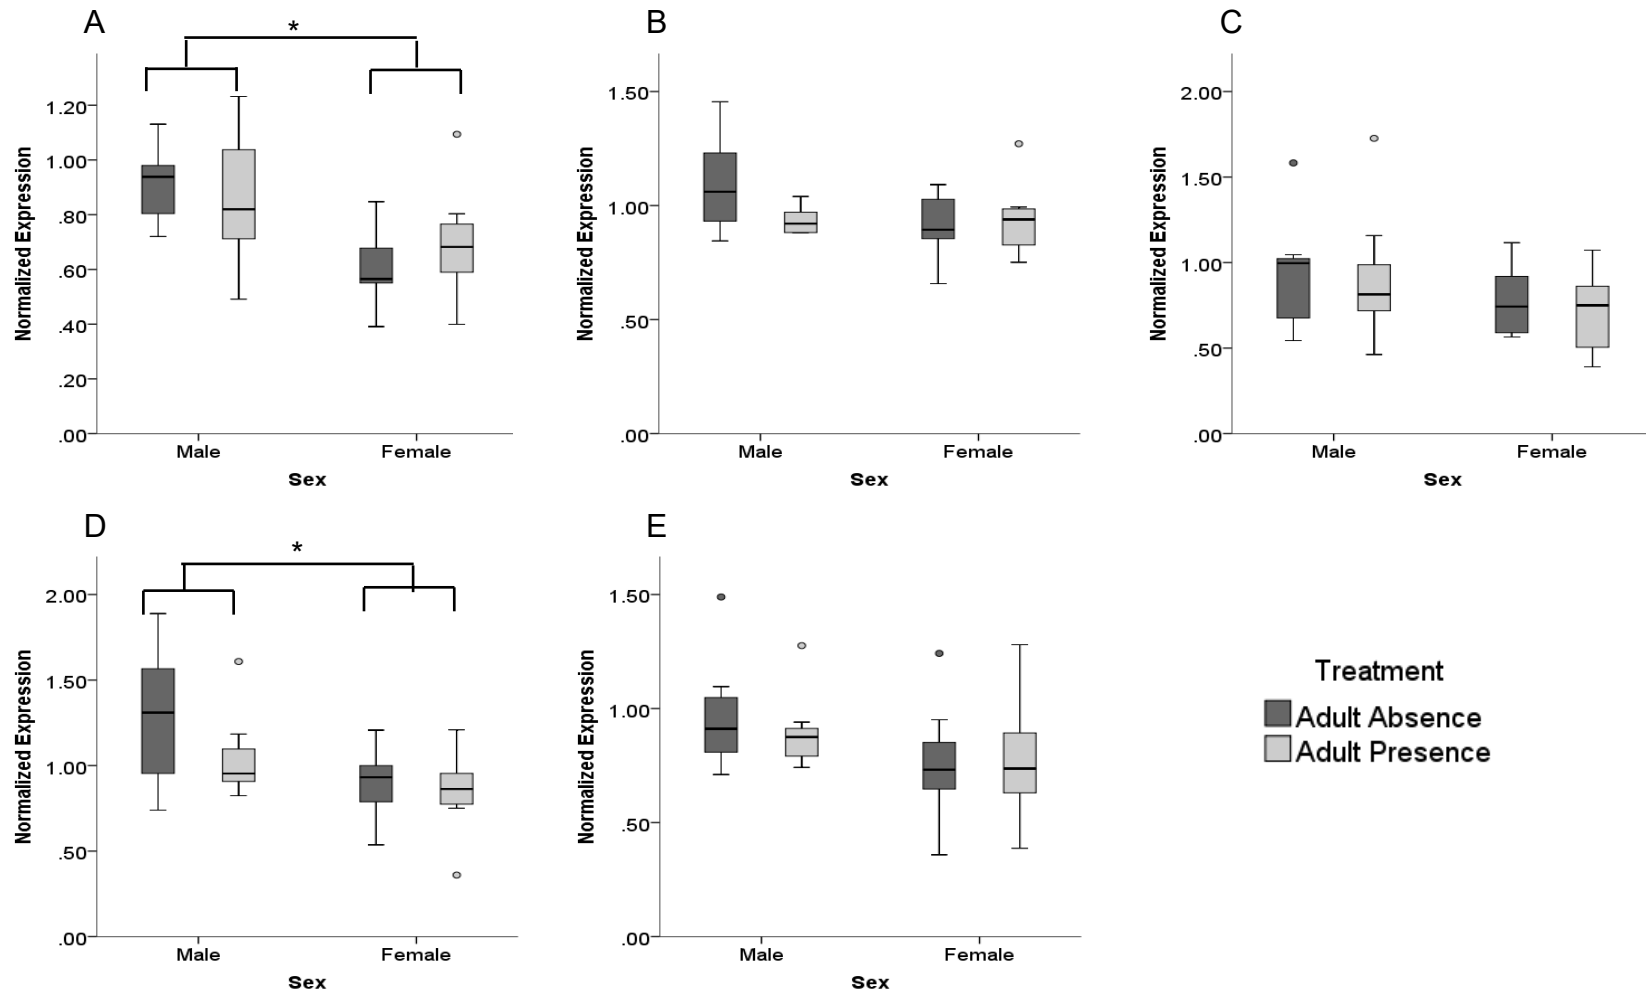 A
*
Normalized Expression
1.20
1.00
.80
.60
.40
.20
.00
Male
Female
Sex
B
Normalized Expression
1.50
1.00
.50
.00
Male
Female
Sex
C
Normalized Expression
2.00
1.50
1.00
.50
.00
Male
Female
Sex
D
*
Normalized Expression
2.00
1.50
1.00
.50
.00
Male
Female
Sex
E
Normalized Expression
1.50
1.00
.50
.00
Male
Female
Sex
Treatment
Adult Absence
Adult Presence